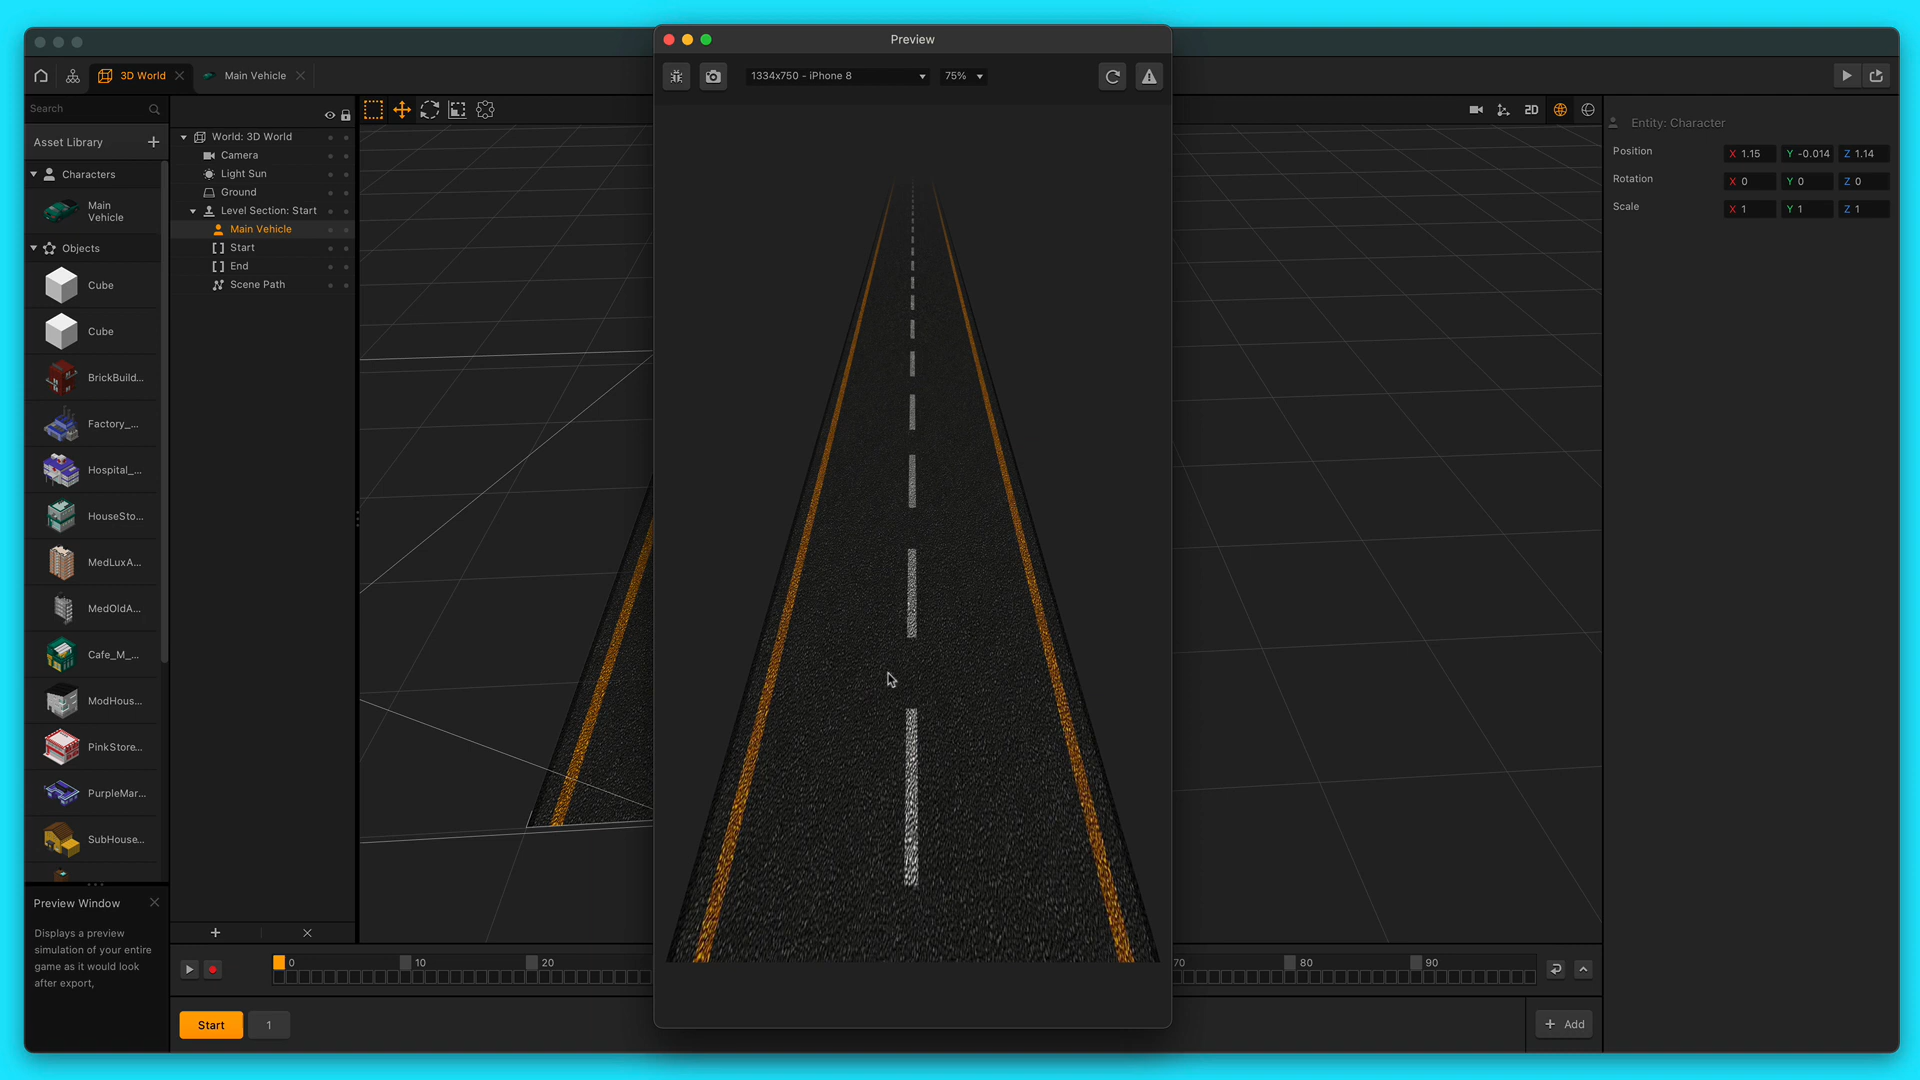 Preview
3D World
Main Vehicle
1334x750 - iPhone 8
75%
Search
Asset Library
Characters
Main
Vehicle
Objects
Cube
Cube
BrickBuild...
Factory_...
Hospital_...
HouseSto...
MedLuxA...
MedOldA...
Cafe_M_...
ModHous...
PinkStore...
PurpleMar...
SubHouse...
World: 3D World
Camera
Light Sun
Ground
Level Section: Start
Main Vehicle
Start
End
Scene Path
2D
Entity: Character
Position
X 1.15
Y -0.014
Z 1.14
Rotation
X 0
Y 0
Z 0
Scale
X 1
Y 1
Z 1
Preview Window
Displays a preview
simulation of your entire
game as it would look
after export,
0
10
20
70
80
90
Start
1
+ Add